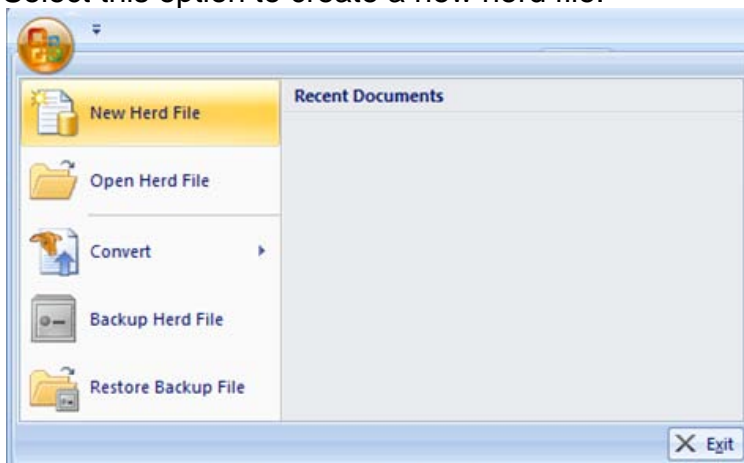 Select this option to create a new herd file.
New Herd File
Recent Documents
Open Herd File
Convert
Backup Herd File
Restore Backup File
Exit